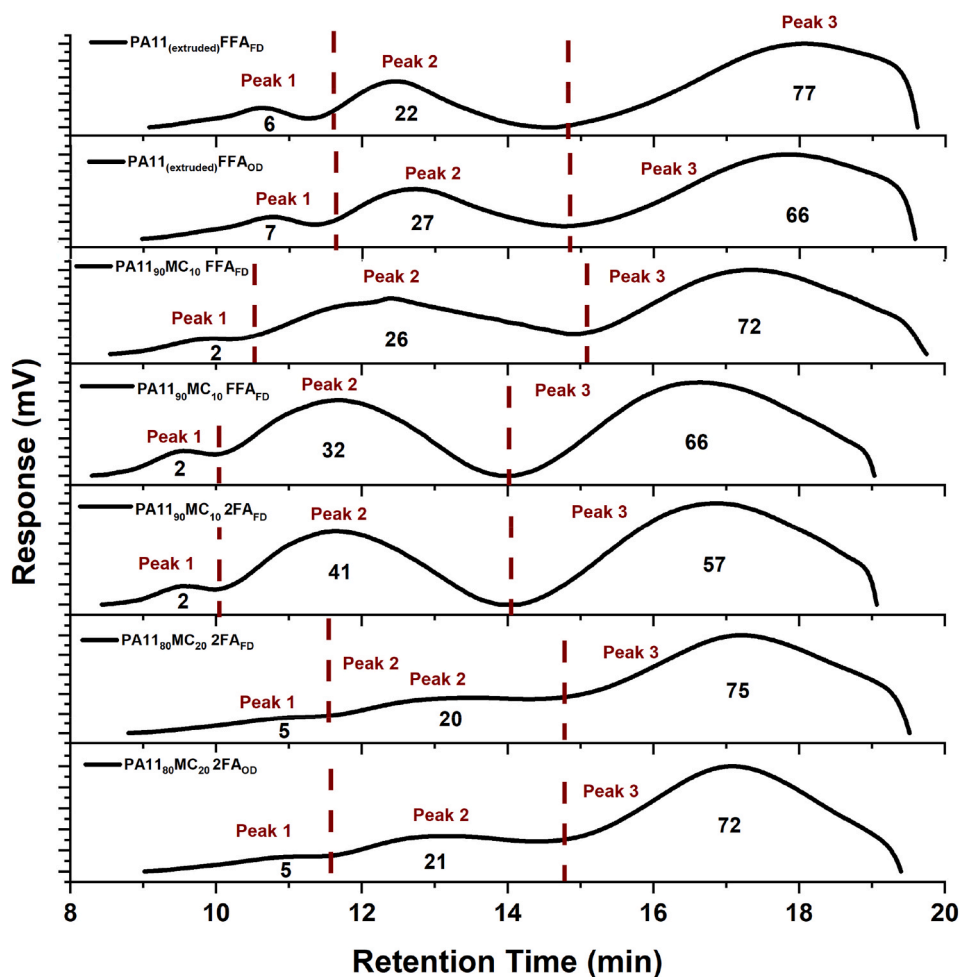 Peak 3
PA11(extruded)FFAFD
Peak 2
Peak 1
77
6
22
PA11(extruded)FFAOD
Peak 3
Peak 2
Peak 1
66
7
27
PA1190MC10 FFAFD
Peak 2
Peak 3
Peak 1
72
2
26
PA1190MC10 FFAFD
Peak 2
Peak 3
Peak 1
66
2
32
PA1190MC10 2FAFD
Peak 2
Peak 3
Peak 1
57
2
41
PA1180MC20 2FAFD
Peak 2
Peak 3
Peak 2
Peak 1
75
5
20
PA1180MC20 2FAOD
Peak 3
Peak 2
Peak 1
72
5
21
Response (mV)
8 10 12 14 16 18 20
Retention Time (min)